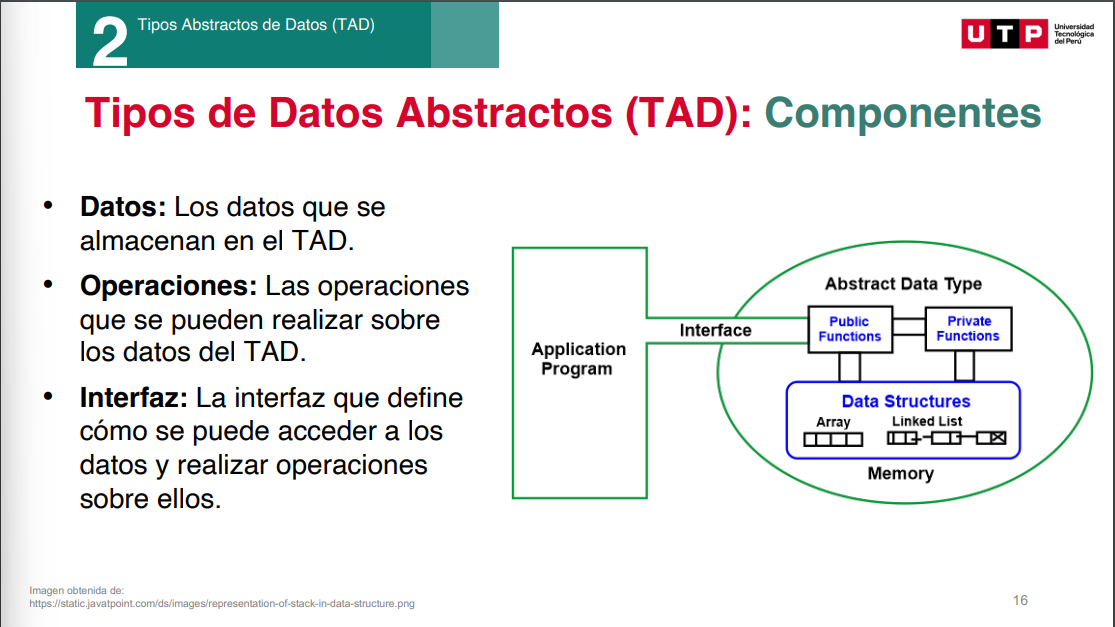 2
Tipos Abstractos de Datos (TAD)
UTP
Universidad
Tecnológica
del Perú
Tipos de Datos Abstractos (TAD): Componentes
• Datos: Los datos que se
almacenan en el TAD.
• Operaciones: Las operaciones
que se pueden realizar sobre
los datos del TAD.
• Interfaz: La interfaz que define
cómo se puede acceder a los
datos y realizar operaciones
sobre ellos.
Application
Program
Interface
Abstract Data Type
Public
Functions
Private
Functions
Data Structures
Array
Linked List
Memory
Imagen obtenida de:
https://static.javatpoint.com/ds/images/representation-of-stack-in-data-structure.png
16